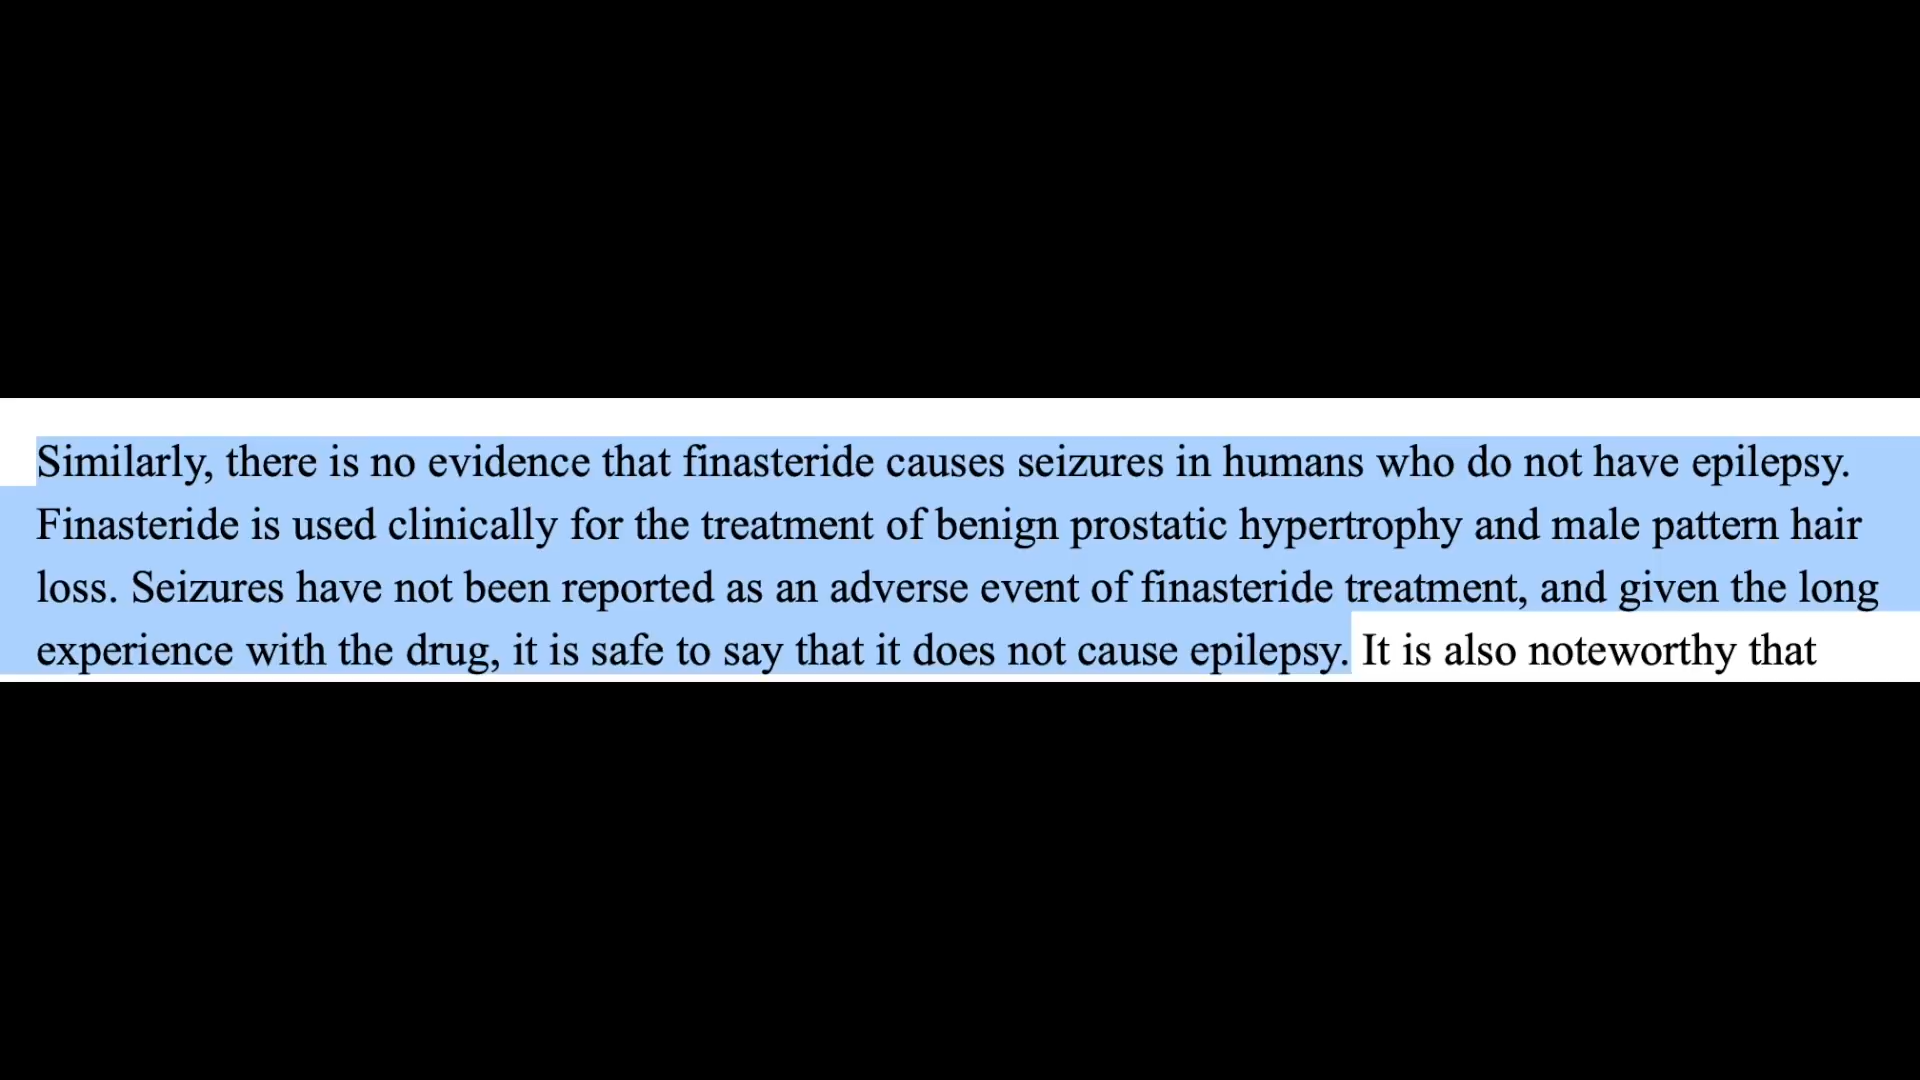 Similarly, there is no evidence that finasteride causes seizures in humans who do not have epilepsy.
Finasteride is used clinically for the treatment of benign prostatic hypertrophy and male pattern hair
loss. Seizures have not been reported as an adverse event of finasteride treatment, and given the long
experience with the drug, it is safe to say that it does not cause epilepsy. It is also noteworthy that